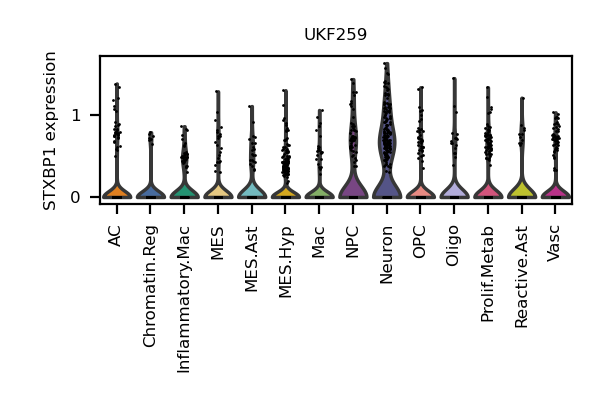 UKF259
STXBP1 expression
1
0
AC
Chromatin.Reg
Inflammatory.Mac
MES
MES.Ast
MES.Hyp
Mac
NPC
Neuron
OPC
Oligo
Prolif.Metab
Reactive.Ast
Vasc